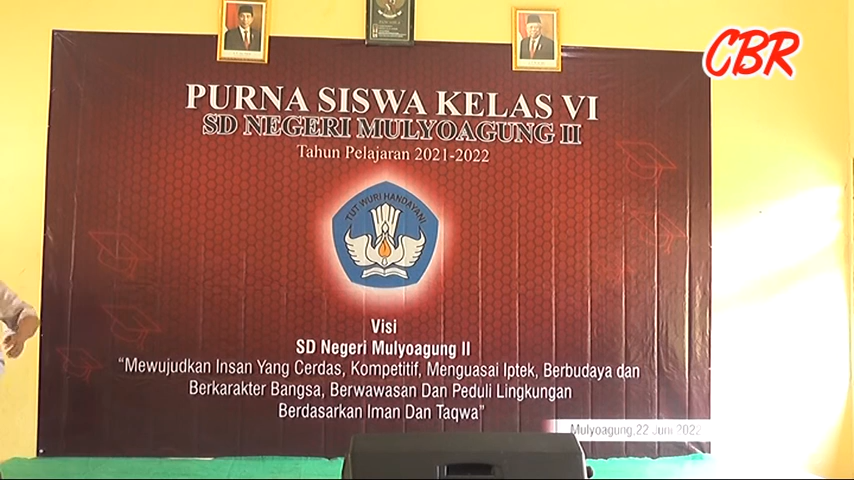 CBR
PURNA SISWA KELAS VI
SD NEGERI MULYOAGUNG II
Tahun Pelajaran 2021-2022
TUT WURI HANDAYANI
Visi
SD Negeri Mulyoagung II
“Mewujudkan Insan Yang Cerdas, Kompetitif, Menguasai Iptek, Berbudaya dan
Berkarakter Bangsa, Berwawasan Dan Peduli Lingkungan
Berdasarkan Iman Dan Taqwa”
Mulyoagung,22 Juni 2022